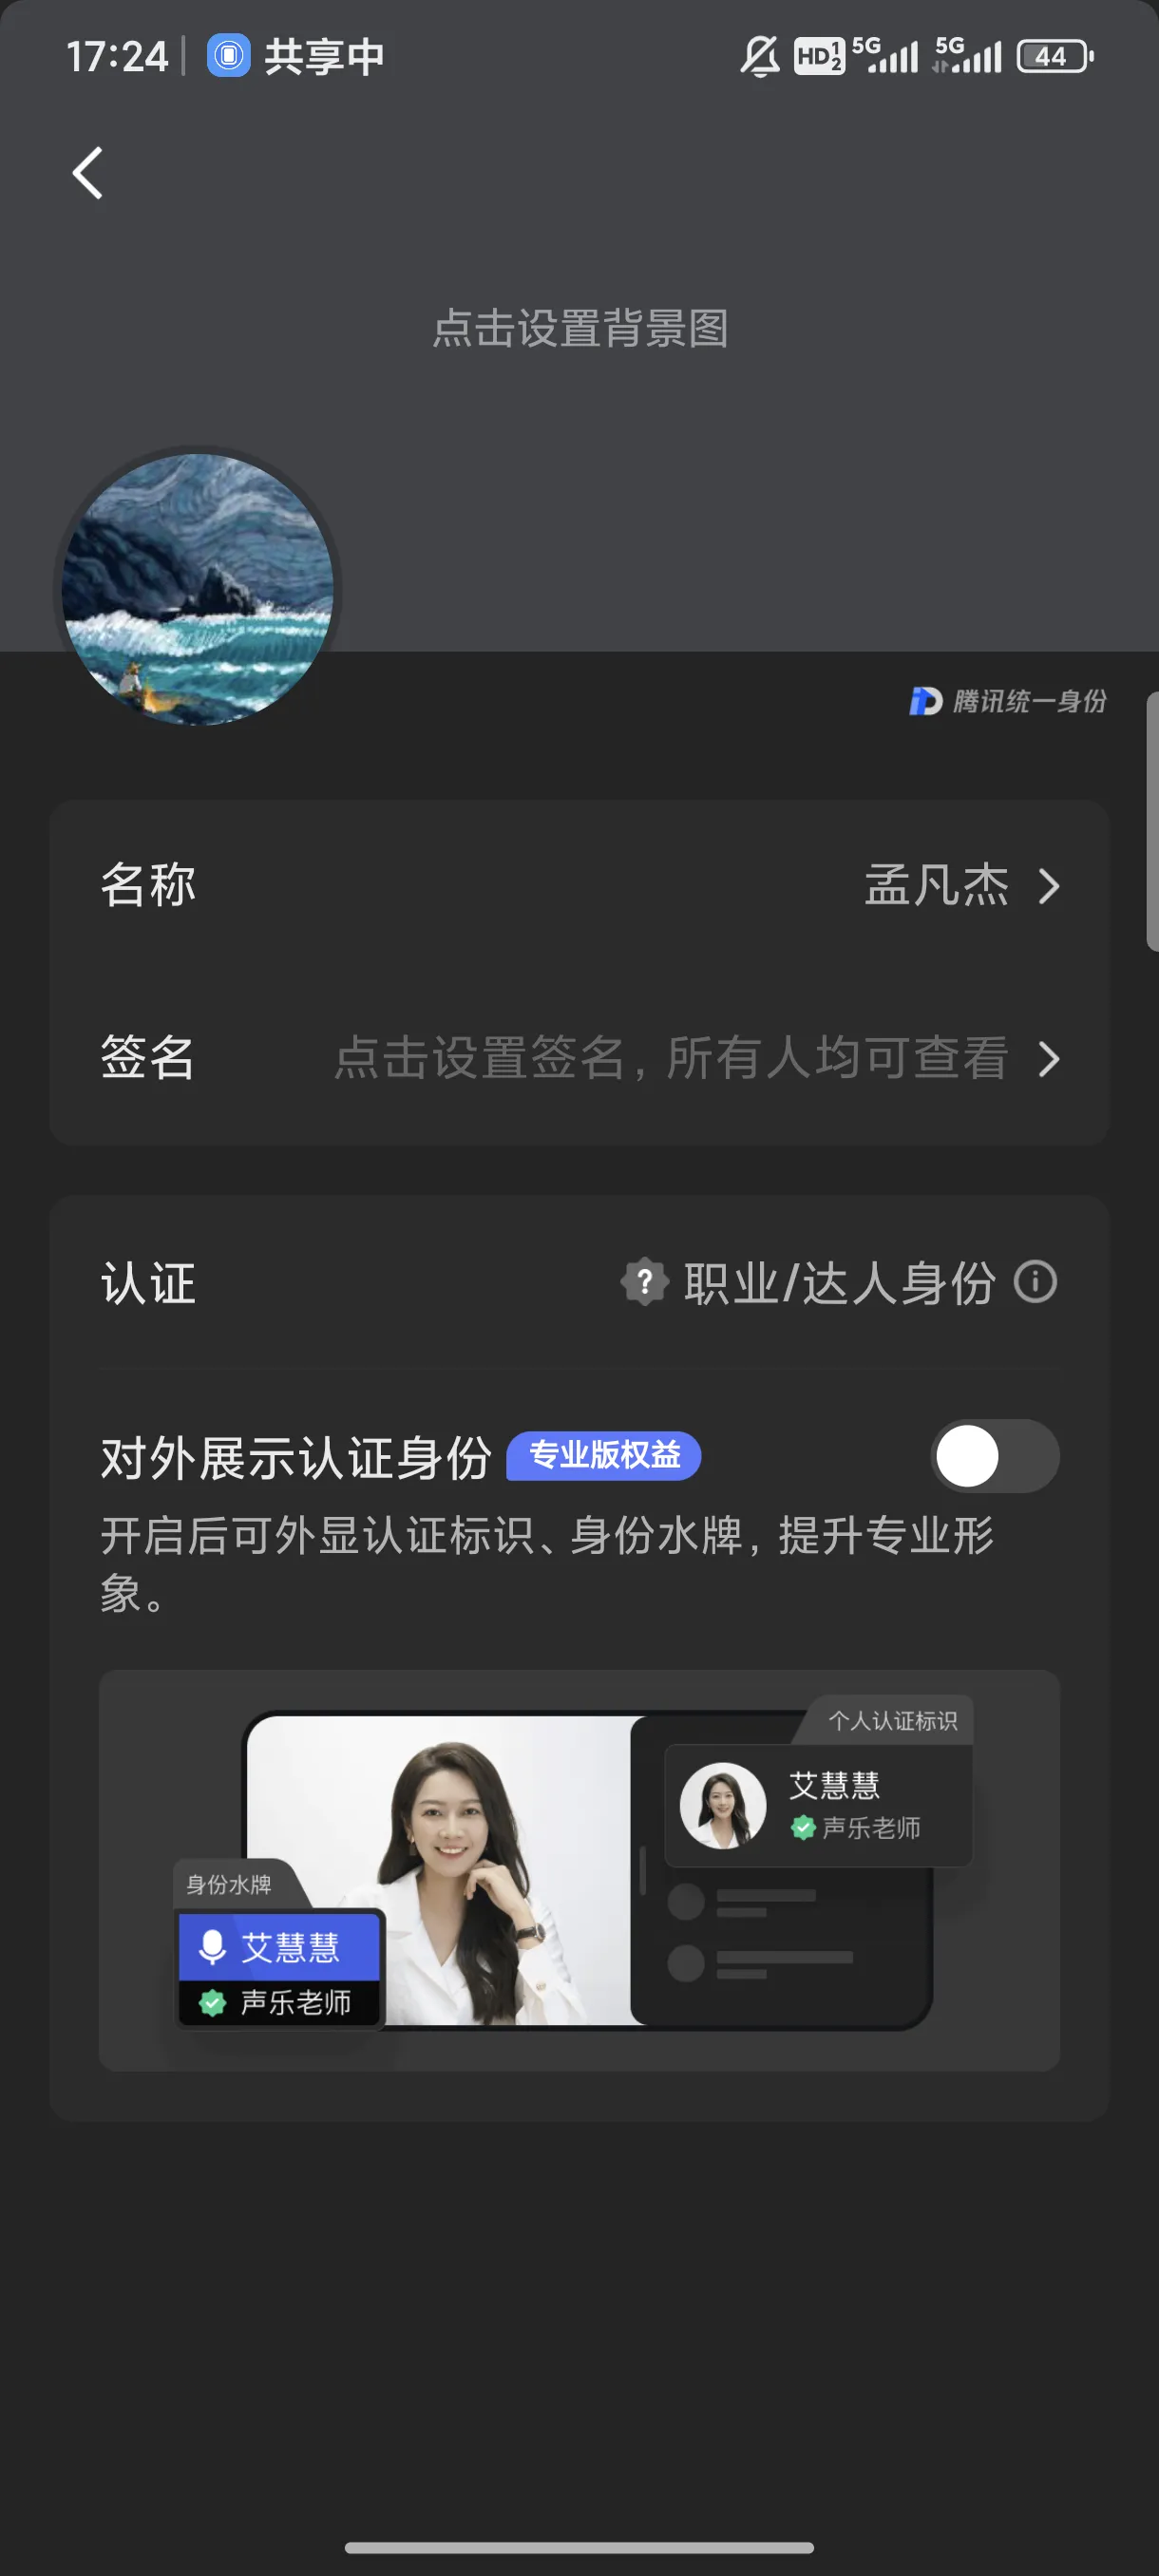 17:24 共享中 HD 1 2 5G 5G 44
点击设置背景图
腾讯统一身份
名称 孟凡杰
签名 点击设置签名，所有人均可查看
认证 ? 职业/达人身份
对外展示认证身份 专业版权益
开启后可外显认证标识、身份水牌，提升专业形
象。
个人认证标识
艾慧慧
声乐老师
身份水牌
艾慧慧
声乐老师